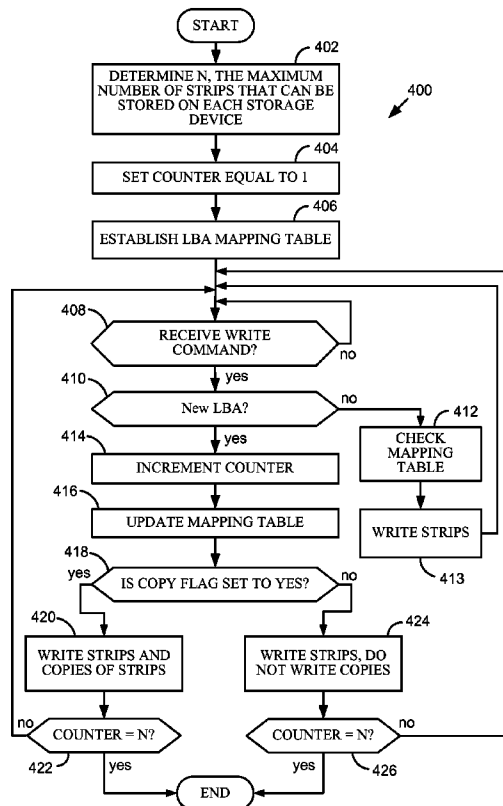 START
402
DETERMINE N, THE MAXIMUM
NUMBER OF STRIPS THAT CAN BE
STORED ON EACH STORAGE
DEVICE
400
404
SET COUNTER EQUAL TO 1
406
ESTABLISH LBA MAPPING TABLE
408
RECEIVE WRITE
COMMAND?
no
yes
410
New LBA?
no
yes
412
CHECK
MAPPING
TABLE
414
INCREMENT COUNTER
416
UPDATE MAPPING TABLE
WRITE STRIPS
413
418
yes
IS COPY FLAG SET TO YES?
no
420
WRITE STRIPS AND
COPIES OF STRIPS
424
WRITE STRIPS, DO
NOT WRITE COPIES
no
COUNTER = N?
422
yes
COUNTER = N?
no
yes
426
END